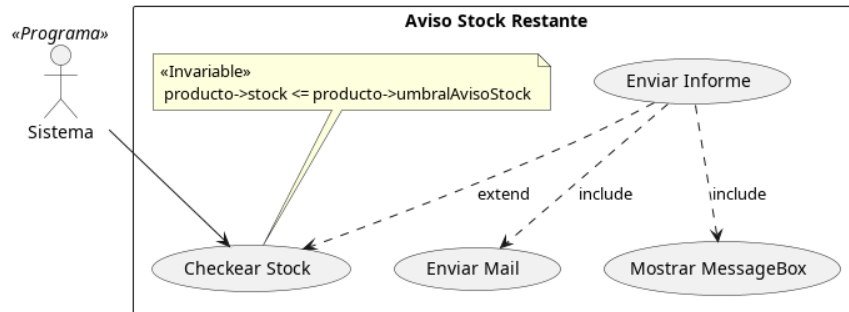 Aviso Stock Restante
«Programa»
Sistema
«Invariable»
producto->stock <= producto->umbralAvisoStock
Enviar Informe
extend
include
include
Checkear Stock
Enviar Mail
Mostrar MessageBox